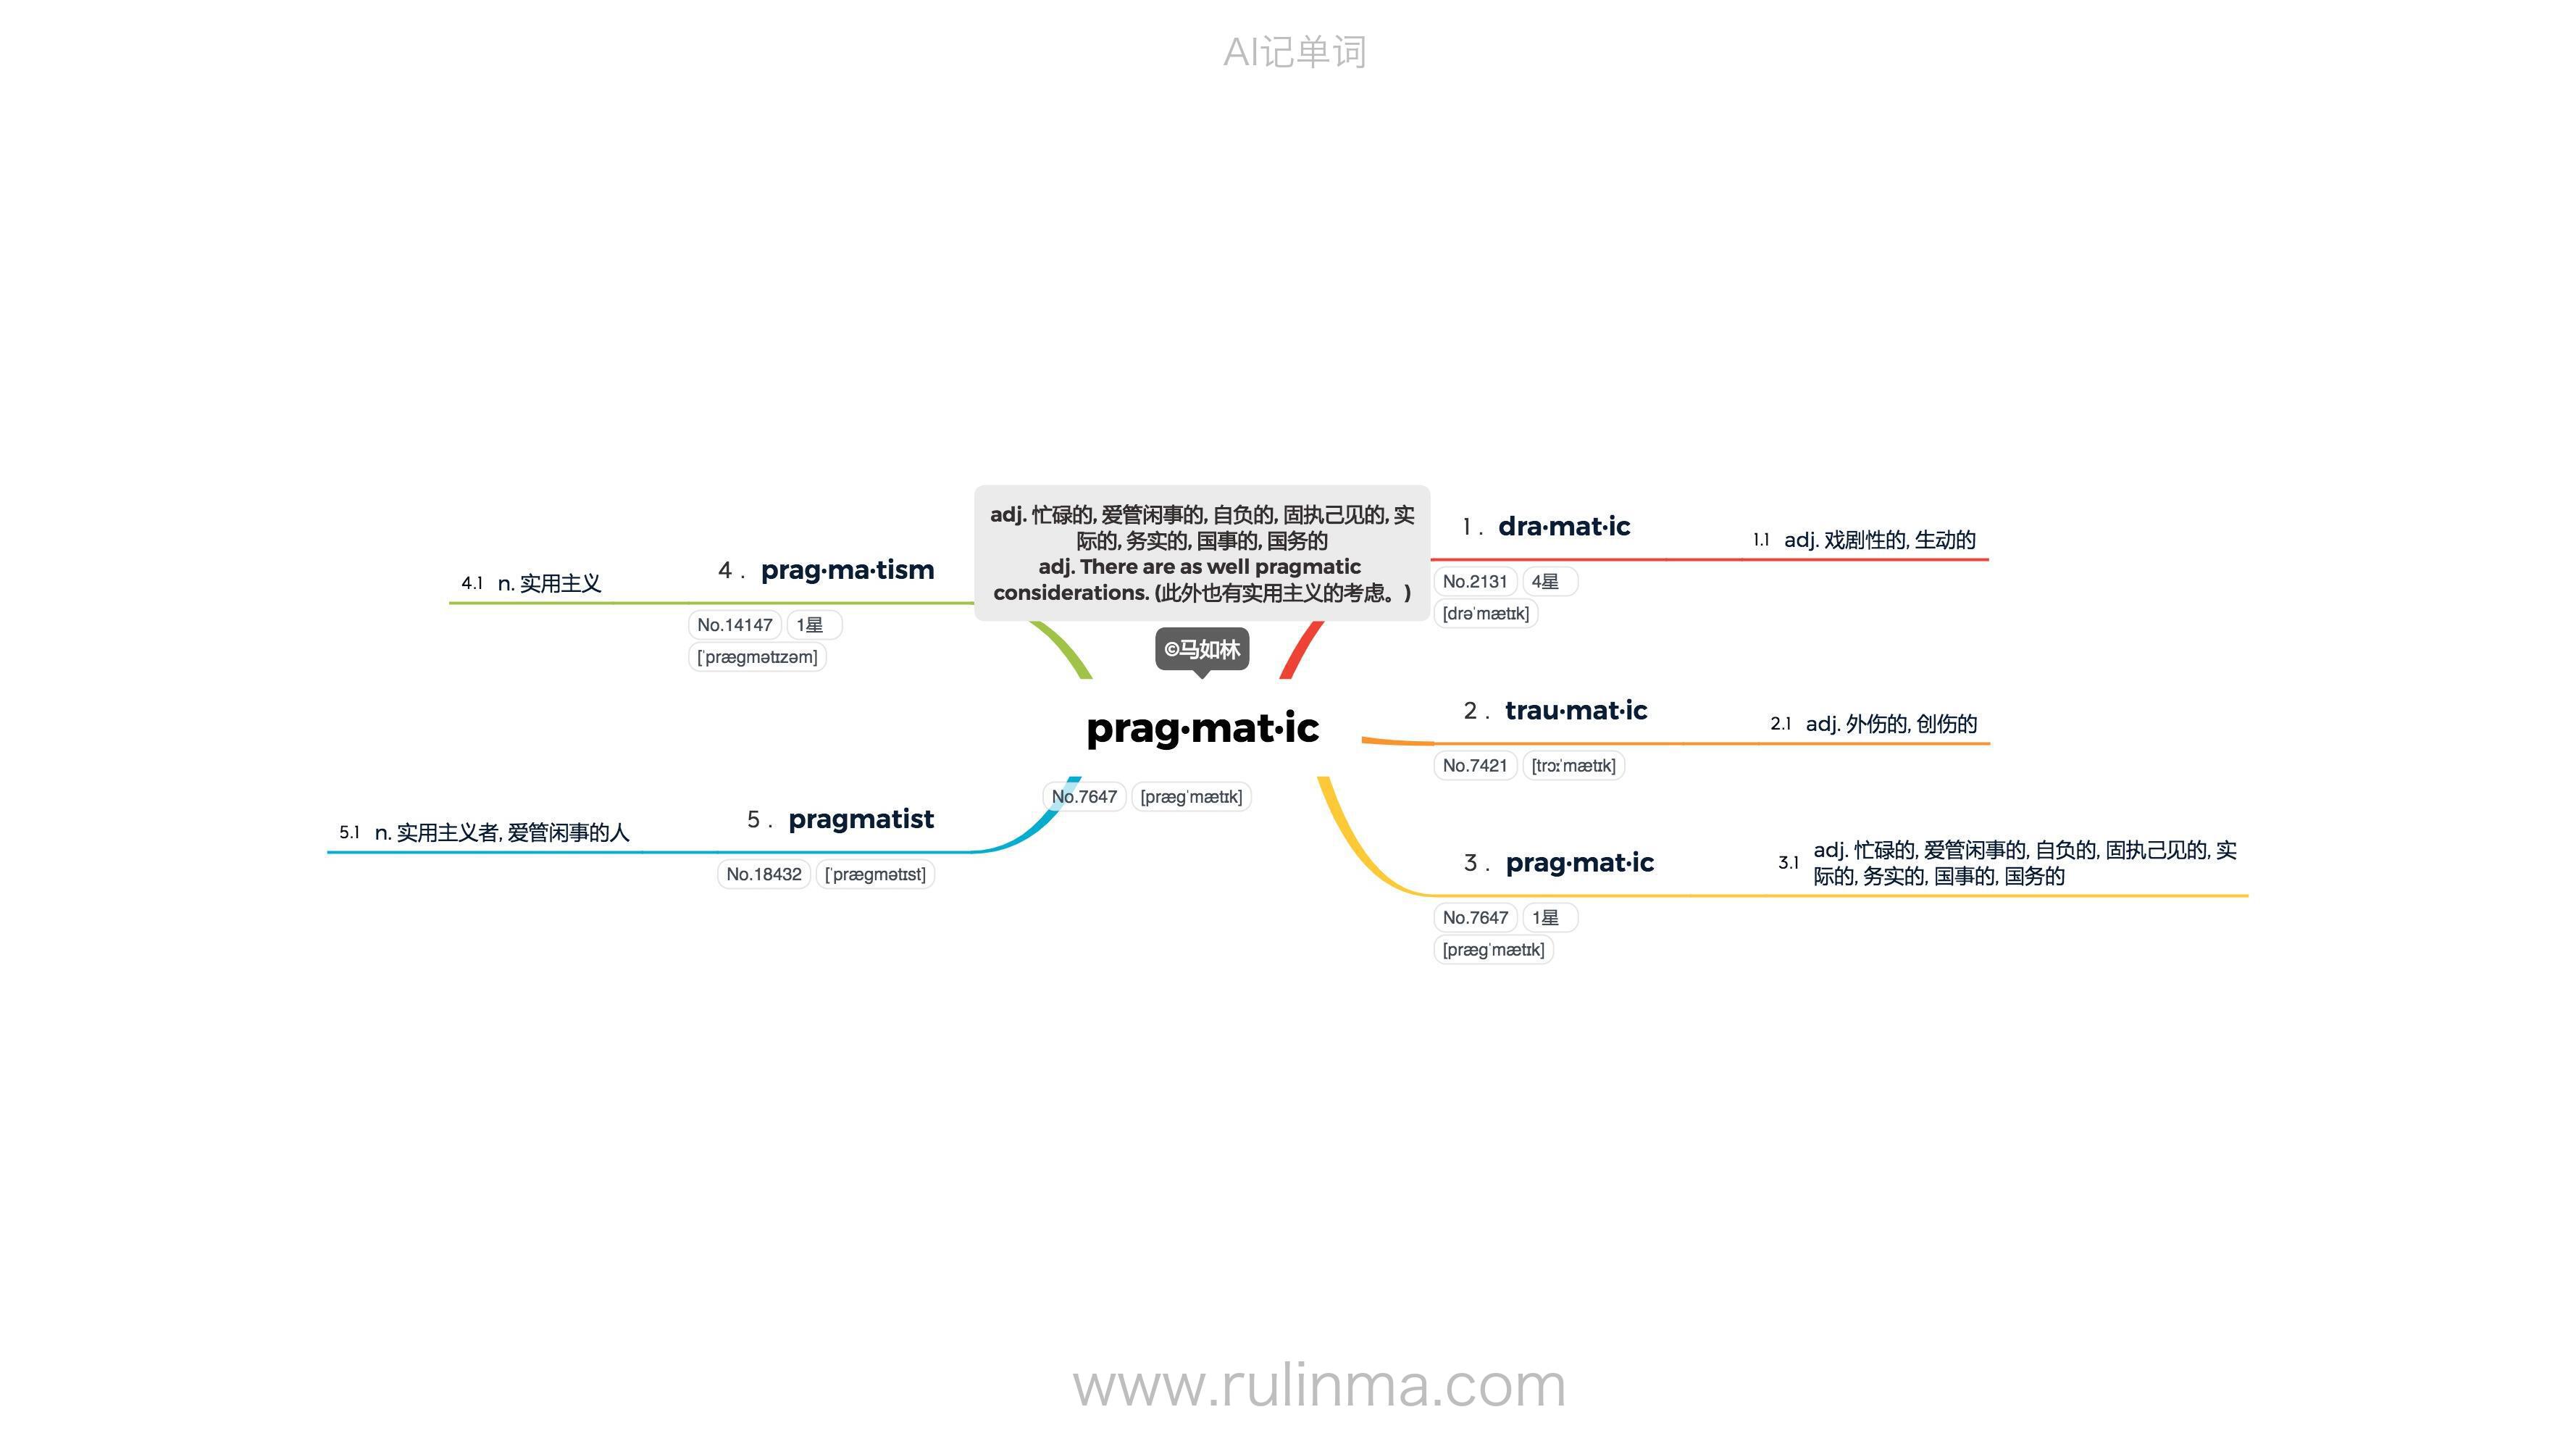 AI记单词
adj. 忙碌的, 爱管闲事的, 自负的, 固执己见的, 实
际的, 务实的, 国事的, 国务的
adj. There are as well pragmatic
considerations. (此外也有实用主义的考虑。)
©马如林
prag·mat·ic
No.7647 [præɡˈmætɪk]
1 . dra·mat·ic
No.2131 4星
[drəˈmætɪk]
1.1 adj. 戏剧性的, 生动的
2 . trau·mat·ic
No.7421 [trɔːˈmætɪk]
2.1 adj. 外伤的, 创伤的
3 . prag·mat·ic
No.7647 1星
[præɡˈmætɪk]
3.1 adj. 忙碌的, 爱管闲事的, 自负的, 固执己见的, 实
际的, 务实的, 国事的, 国务的
4 . prag·ma·tism
No.14147 1星
[ˈpræɡmətɪzəm]
4.1 n. 实用主义
5 . pragmatist
No.18432 [ˈpræɡmətɪst]
5.1 n. 实用主义者, 爱管闲事的人
www.rulinma.com